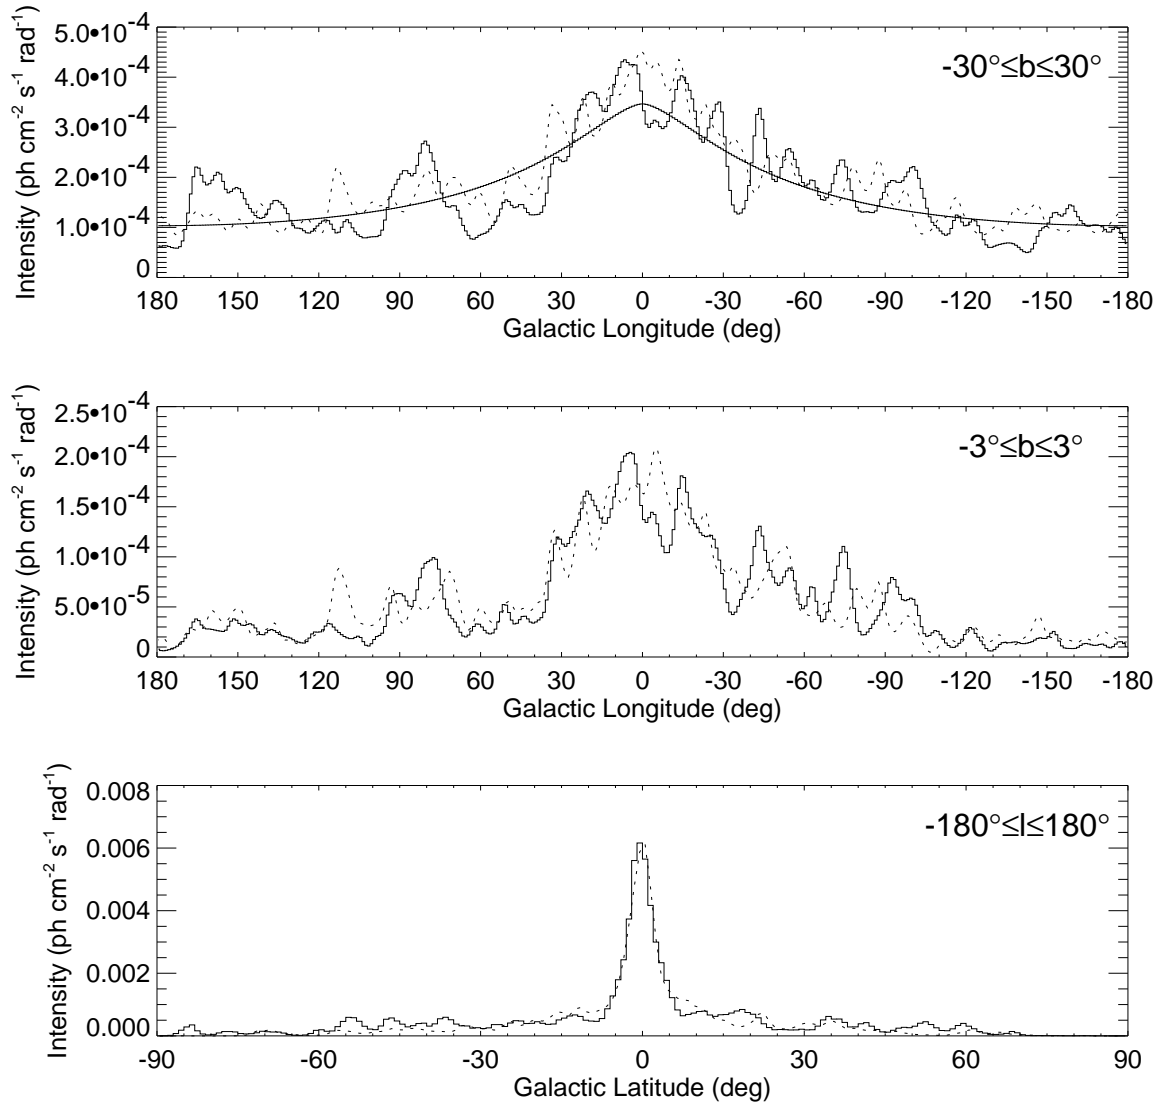 5.0•10-4
4.0•10-4
3.0•10-4
2.0•10-4
1.0•10-4
0
Intensity (ph cm-2 s-1 rad-1)
-30°≤b≤30°
180 150 120 90 60 30 0 -30 -60 -90 -120 -150 -180
Galactic Longitude (deg)
2.5•10-4
2.0•10-4
1.5•10-4
1.0•10-4
5.0•10-5
0
Intensity (ph cm-2 s-1 rad-1)
-3°≤b≤3°
180 150 120 90 60 30 0 -30 -60 -90 -120 -150 -180
Galactic Longitude (deg)
0.008
0.006
0.004
0.002
0.000
Intensity (ph cm-2 s-1 rad-1)
-180°≤l≤180°
-90 -60 -30 0 30 60 90
Galactic Latitude (deg)